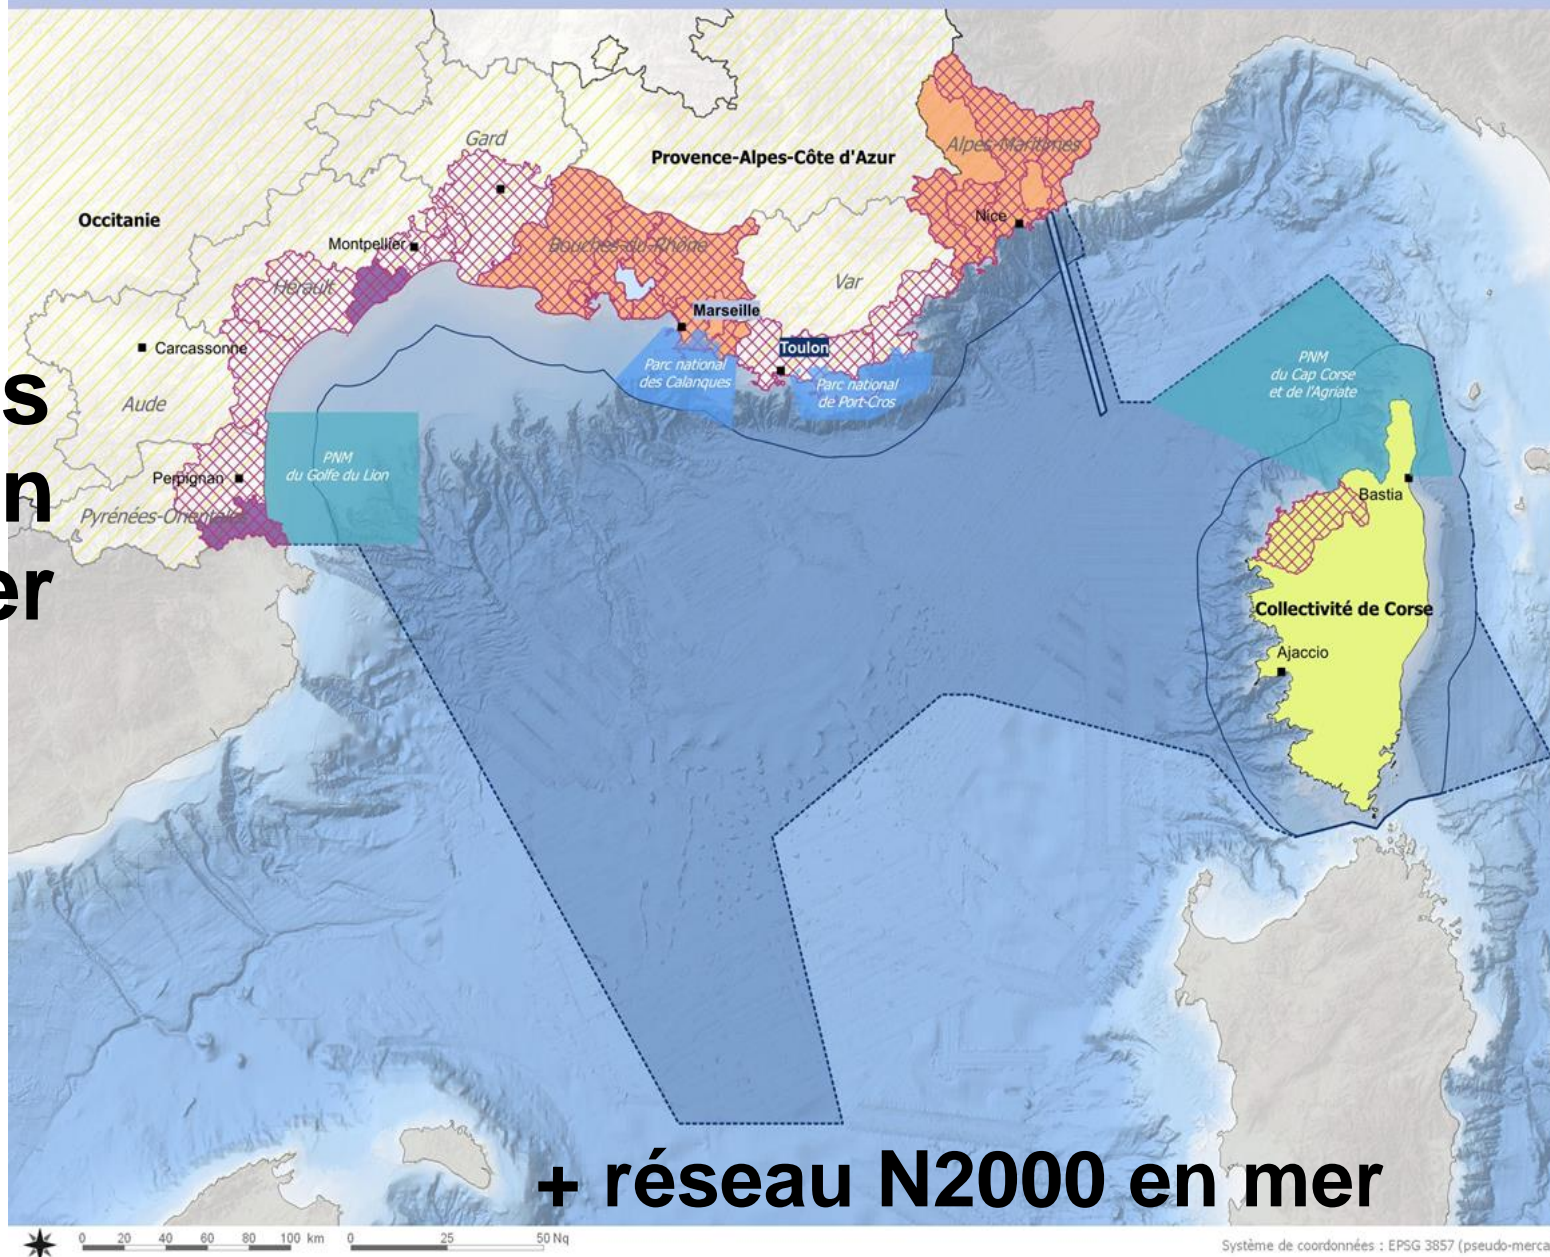 Gard
Provence-Alpes-Côte d'Azur
Alpes-Maritimes
Occitanie
Nice
Montpellier
Bouches-du-Rhône
Hérault
Var
Marseille
Carcassonne
Toulon
Parc national
des Calanques
Parc national
de Port-Cros
PNM
du Cap Corse
et de l'Agriate
s
Aude
PNM
du Golfe du Lion
Perpignan
n
Bastia
Pyrénées-Orientales
er
Collectivité de Corse
Ajaccio
+ réseau N2000 en mer
0 20 40 60 80 100 km
0 25 50 Nq
Système de coordonnées : EPSG 3857 (pseudo-merca